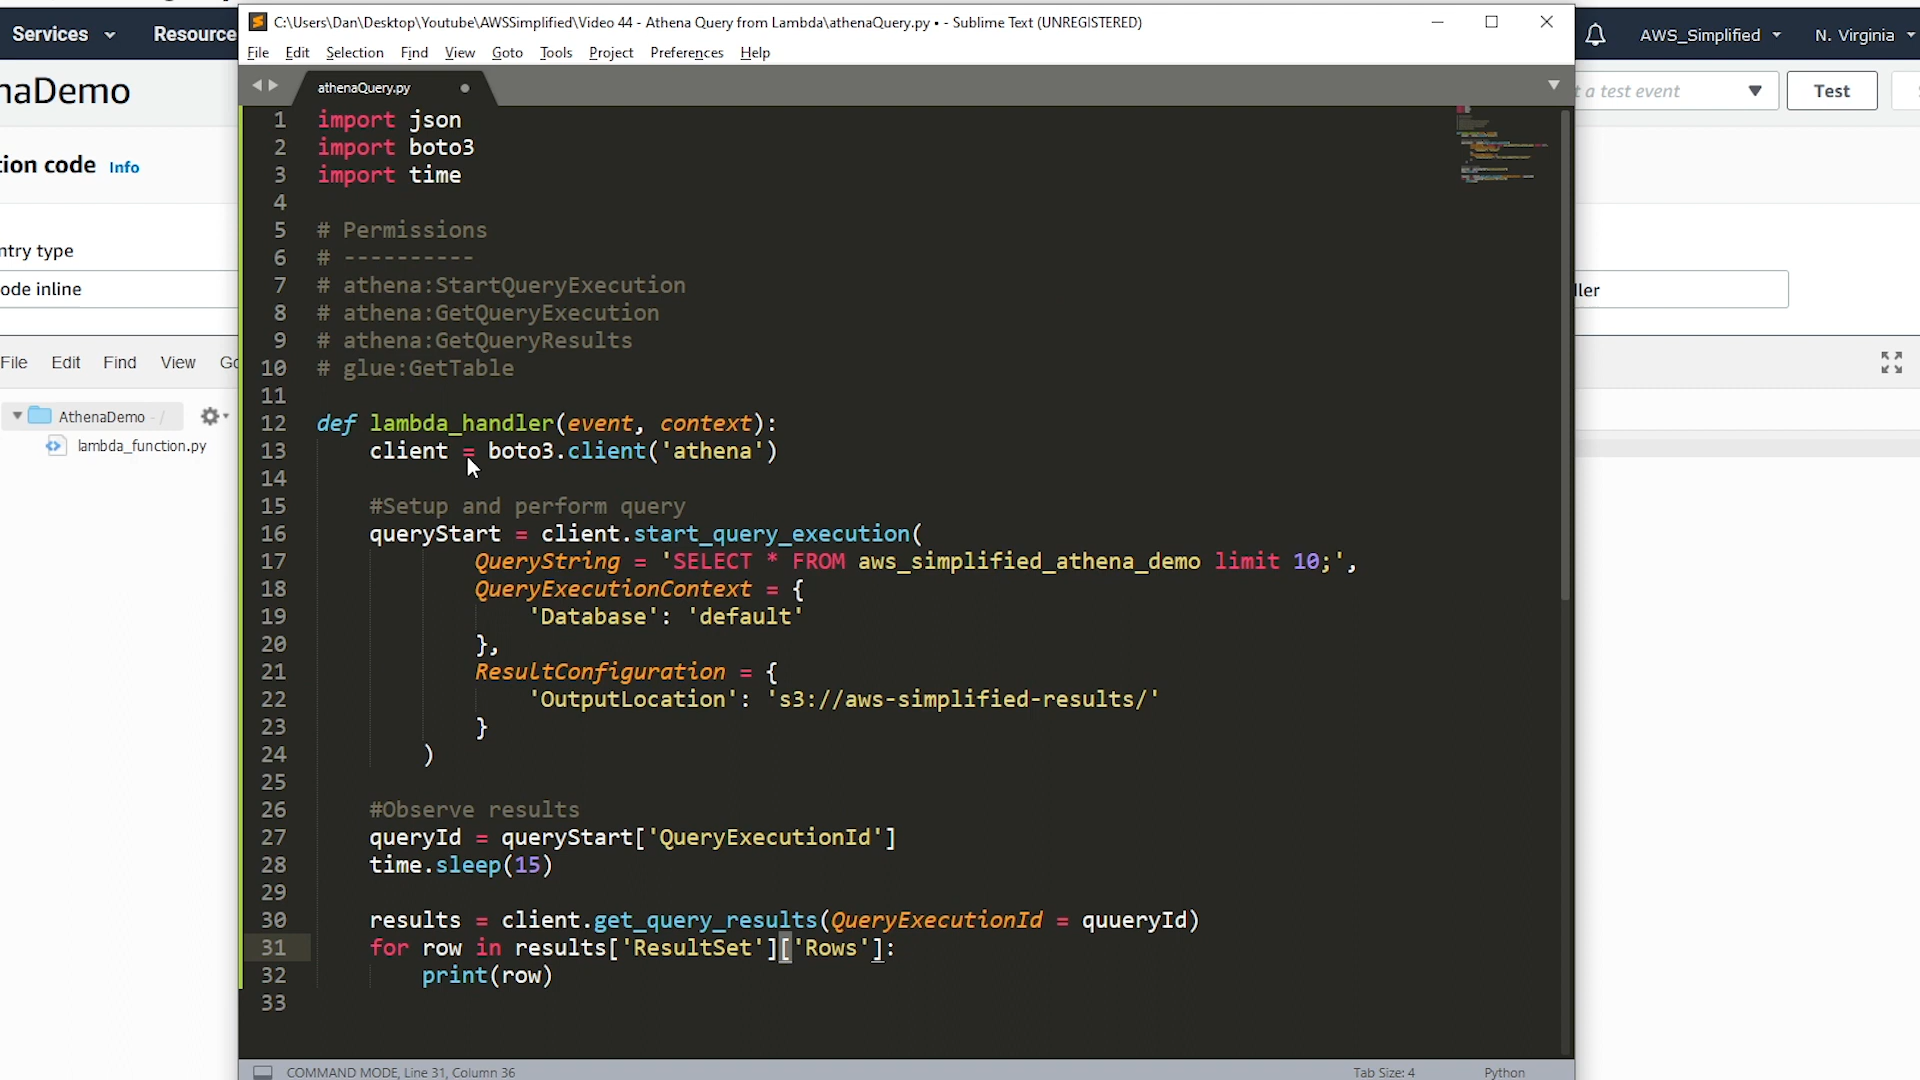 C:\Users\Dan\Desktop\Youtube\AWSSimplified\Video 44 - Athena Query from Lambda\athenaQuery.py • - Sublime Text (UNREGISTERED)
Services
Resource
AWS_Simplified
N. Virginia
File Edit Selection Find View Goto Tools Project Preferences Help
naDemo
athenaQuery.py
t a test event
Test
tion code Info
ntry type
ode inline
dler
File Edit Find View Go
AthenaDemo - /
lambda_function.py
1 import json
2 import boto3
3 import time
4
5 # Permissions
6 # ----------
7 # athena:StartQueryExecution
8 # athena:GetQueryExecution
9 # athena:GetQueryResults
10 # glue:GetTable
11
12 def lambda_handler(event, context):
13 client = boto3.client('athena')
14
15 #Setup and perform query
16 queryStart = client.start_query_execution(
17 QueryString = 'SELECT * FROM aws_simplified_athena_demo limit 10;',
18 QueryExecutionContext = {
19 'Database': 'default'
20 },
21 ResultConfiguration = {
22 'OutputLocation': 's3://aws-simplified-results/'
23 }
24 )
25
26 #Observe results
27 queryId = queryStart['QueryExecutionId']
28 time.sleep(15)
29
30 results = client.get_query_results(QueryExecutionId = quueryId)
31 for row in results['ResultSet']['Rows']:
32 print(row)
33
COMMAND MODE, Line 31, Column 36
Tab Size: 4
Python